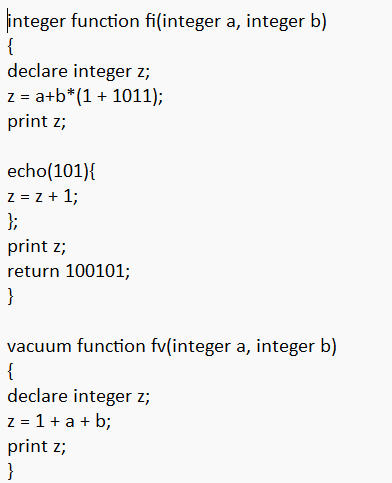 integer function fi(integer a, integer b)
{
declare integer z;
z = a+b*(1 + 1011);
print z;
echo(101){
z = z + 1;
};
print z;
return 100101;
}
vacuum function fv(integer a, integer b)
{
declare integer z;
z = 1 + a + b;
print z;
}